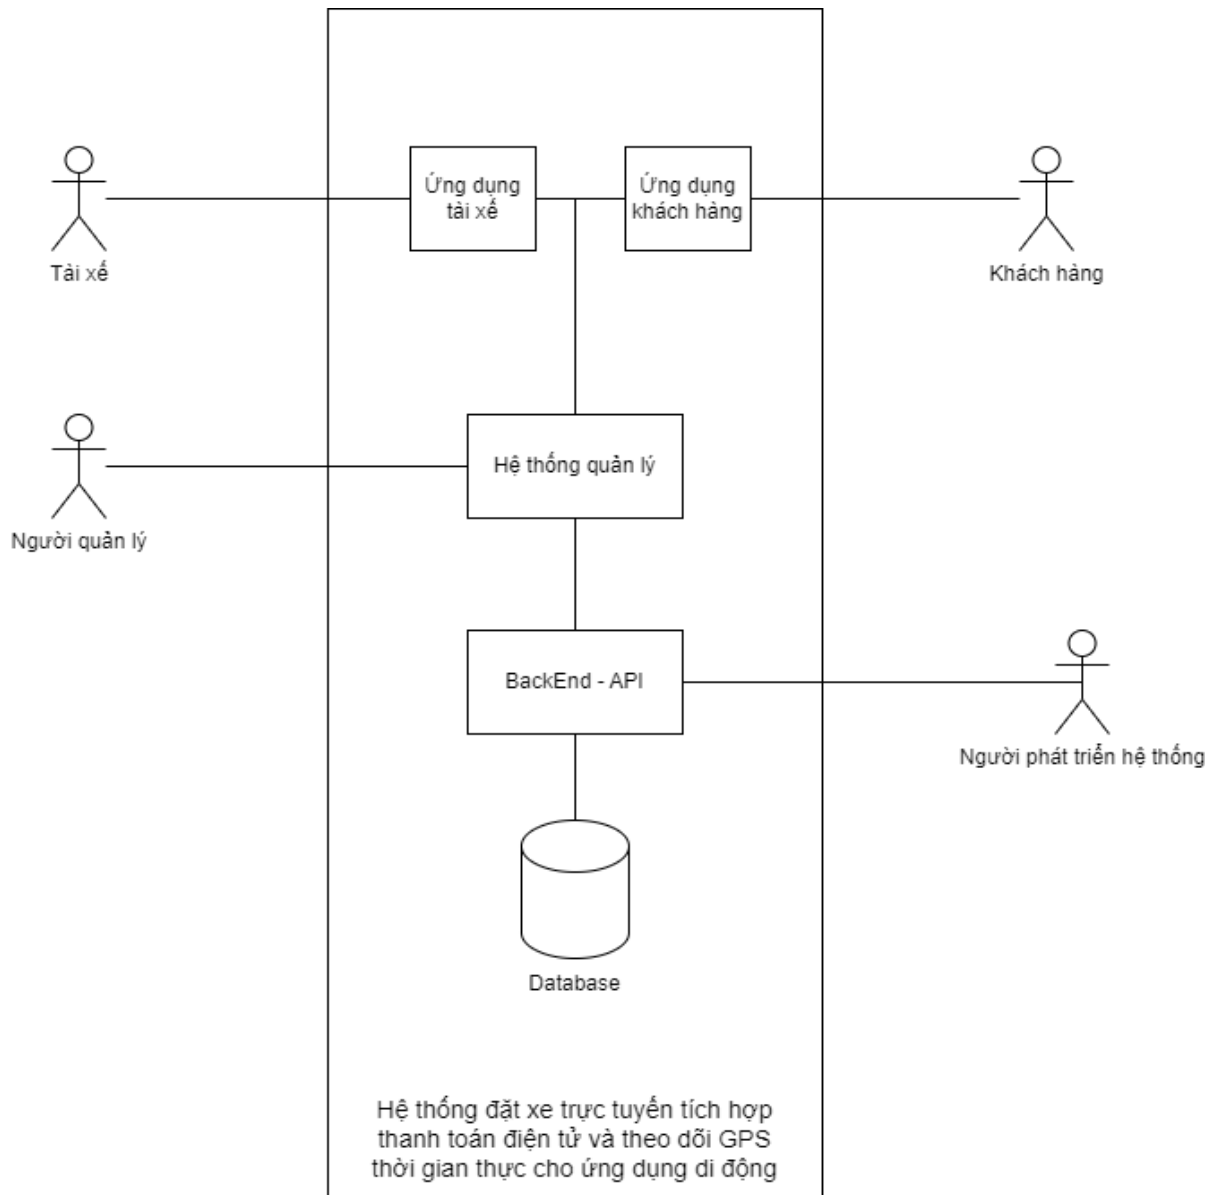 Ứng dụng
tài xế
Ứng dụng
khách hàng
Tài xế
Khách hàng
Hệ thống quản lý
Người quản lý
BackEnd - API
Người phát triển hệ thống
Database
Hệ thống đặt xe trực tuyến tích hợp
thanh toán điện tử và theo dõi GPS
thời gian thực cho ứng dụng di động